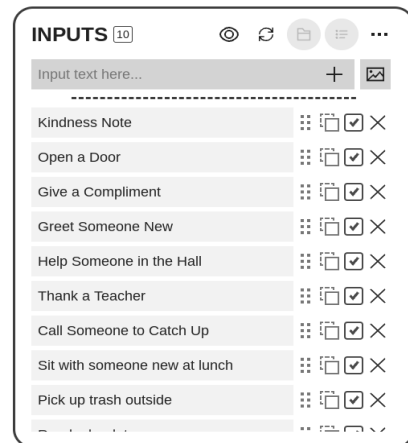 INPUTS 10
Input text here...
Kindness Note
Open a Door
Give a Compliment
Greet Someone New
Help Someone in the Hall
Thank a Teacher
Call Someone to Catch Up
Sit with someone new at lunch
Pick up trash outside